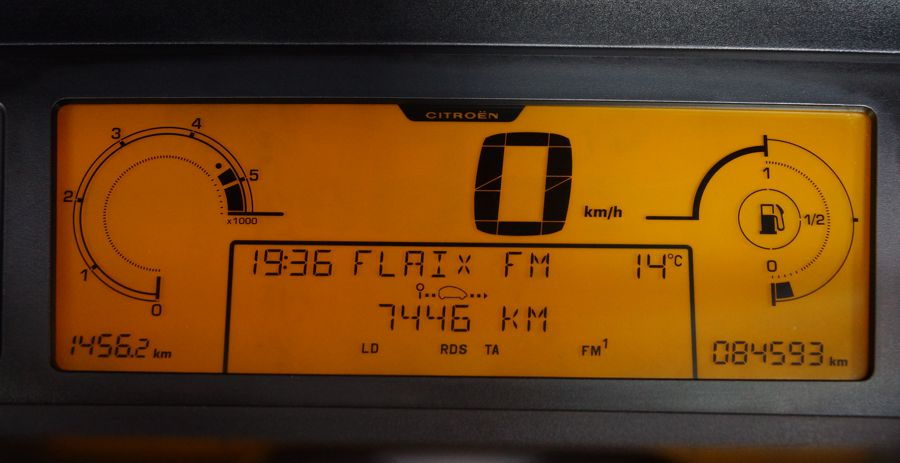 CITROËN
0 1 2 3 4 5
x1000
0 km/h
1 1/2 0
19:36 FLAIX FM 14°C
7446 KM
LD RDS TA FM1
1456.2 km
084593 km